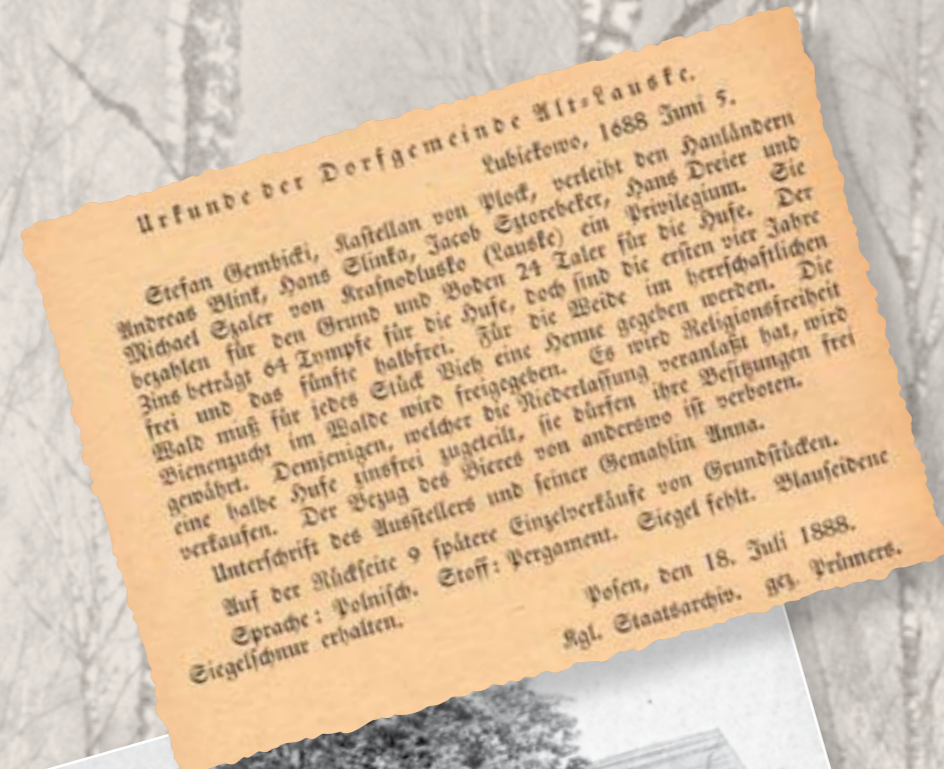 Urkunde der Dorfgemeinde Alt-Lauske.
Lubiekowo, 1688 Juni 5.
Stefan Gembicki, Kastellan von Plock, verleiht den Hauländern
Andreas Blink, Hans Slinka, Jacob Sztorebeker, Hans Dreier und
Michael Szaler von Krasnodlusko (Lauske) ein Privilegium. Sie
bezahlen für den Grund und Boden 24 Taler für die Hufe. Der
Zins beträgt 64 Tympfe für die Hufe, doch sind die ersten vier Jahre
frei und das fünfte halbfrei. Für die Weide im herrschaftlichen
Wald muß für jedes Stück Vieh eine Henne gegeben werden. Die
Bienenzucht im Walde wird freigegeben. Es wird Religionsfreiheit
gewährt. Demjenigen, welcher die Niederlassung veranlaßt hat, wird
eine halbe Hufe zinsfrei zugeteilt, sie dürfen ihre Besitzungen frei
verkaufen. Der Bezug des Bieres von anderswo ist verboten.
Unterschrift des Ausstellers und seiner Gemahlin Anna.
Auf der Rückseite 9 spätere Einzelverkäufe von Grundstücken.
Sprache: Polnisch. Stoff: Pergament. Siegel fehlt. Blauseidene
Siegelschnur erhalten.
Posen, den 18. Juli 1888.
Kgl. Staatsarchiv. gez. Prümers.